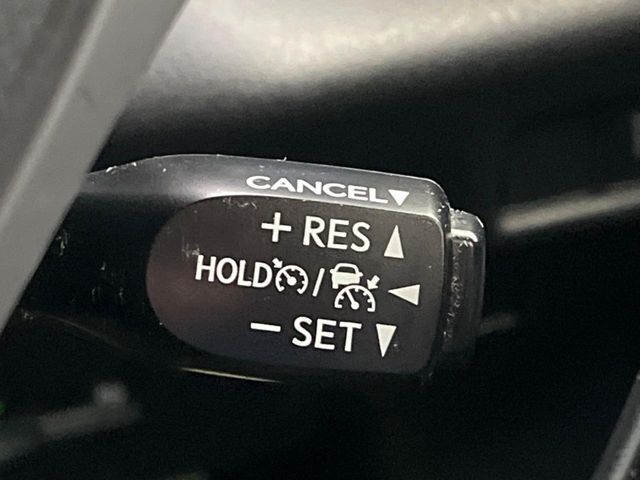 CANCEL▼
+ RES ▲
HOLD / ◀
− SET ▼